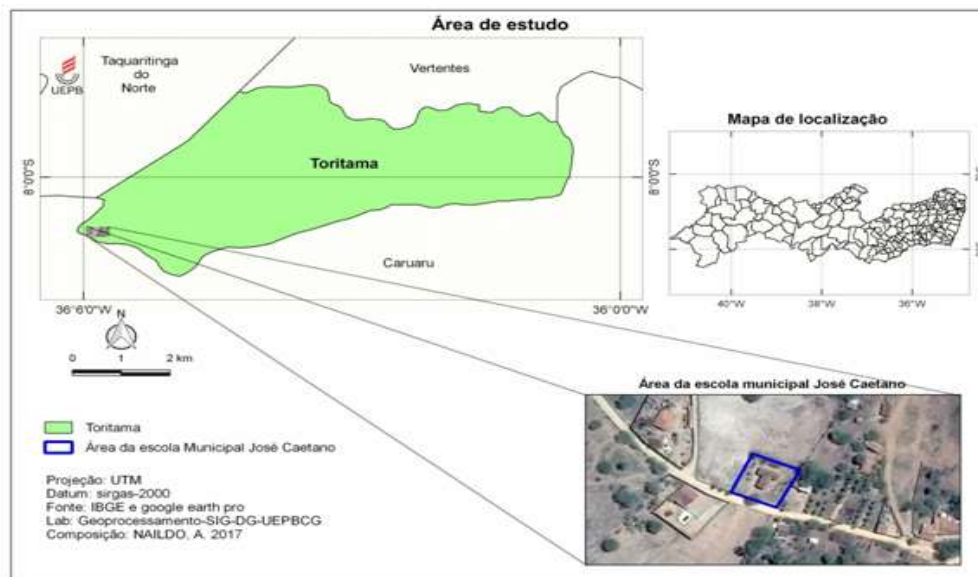 Área de estudo
UEPB
Taquaritinga
do
Norte
Vertentes
Toritama
Caruaru
8°0'0"S
8°0'0"S
36°6'0"W
36°0'0"W
Mapa de localização
40°W
38°W
36°W
N
0 1 2 km
Toritama
Área da escola Municipal José Caetano
Projeção: UTM
Datum: sirgas-2000
Fonte: IBGE e google earth pro
Lab: Geoprocessamento-SIG-DG-UEPBCG
Composição: NAILDO, A. 2017
Área da escola municipal José Caetano